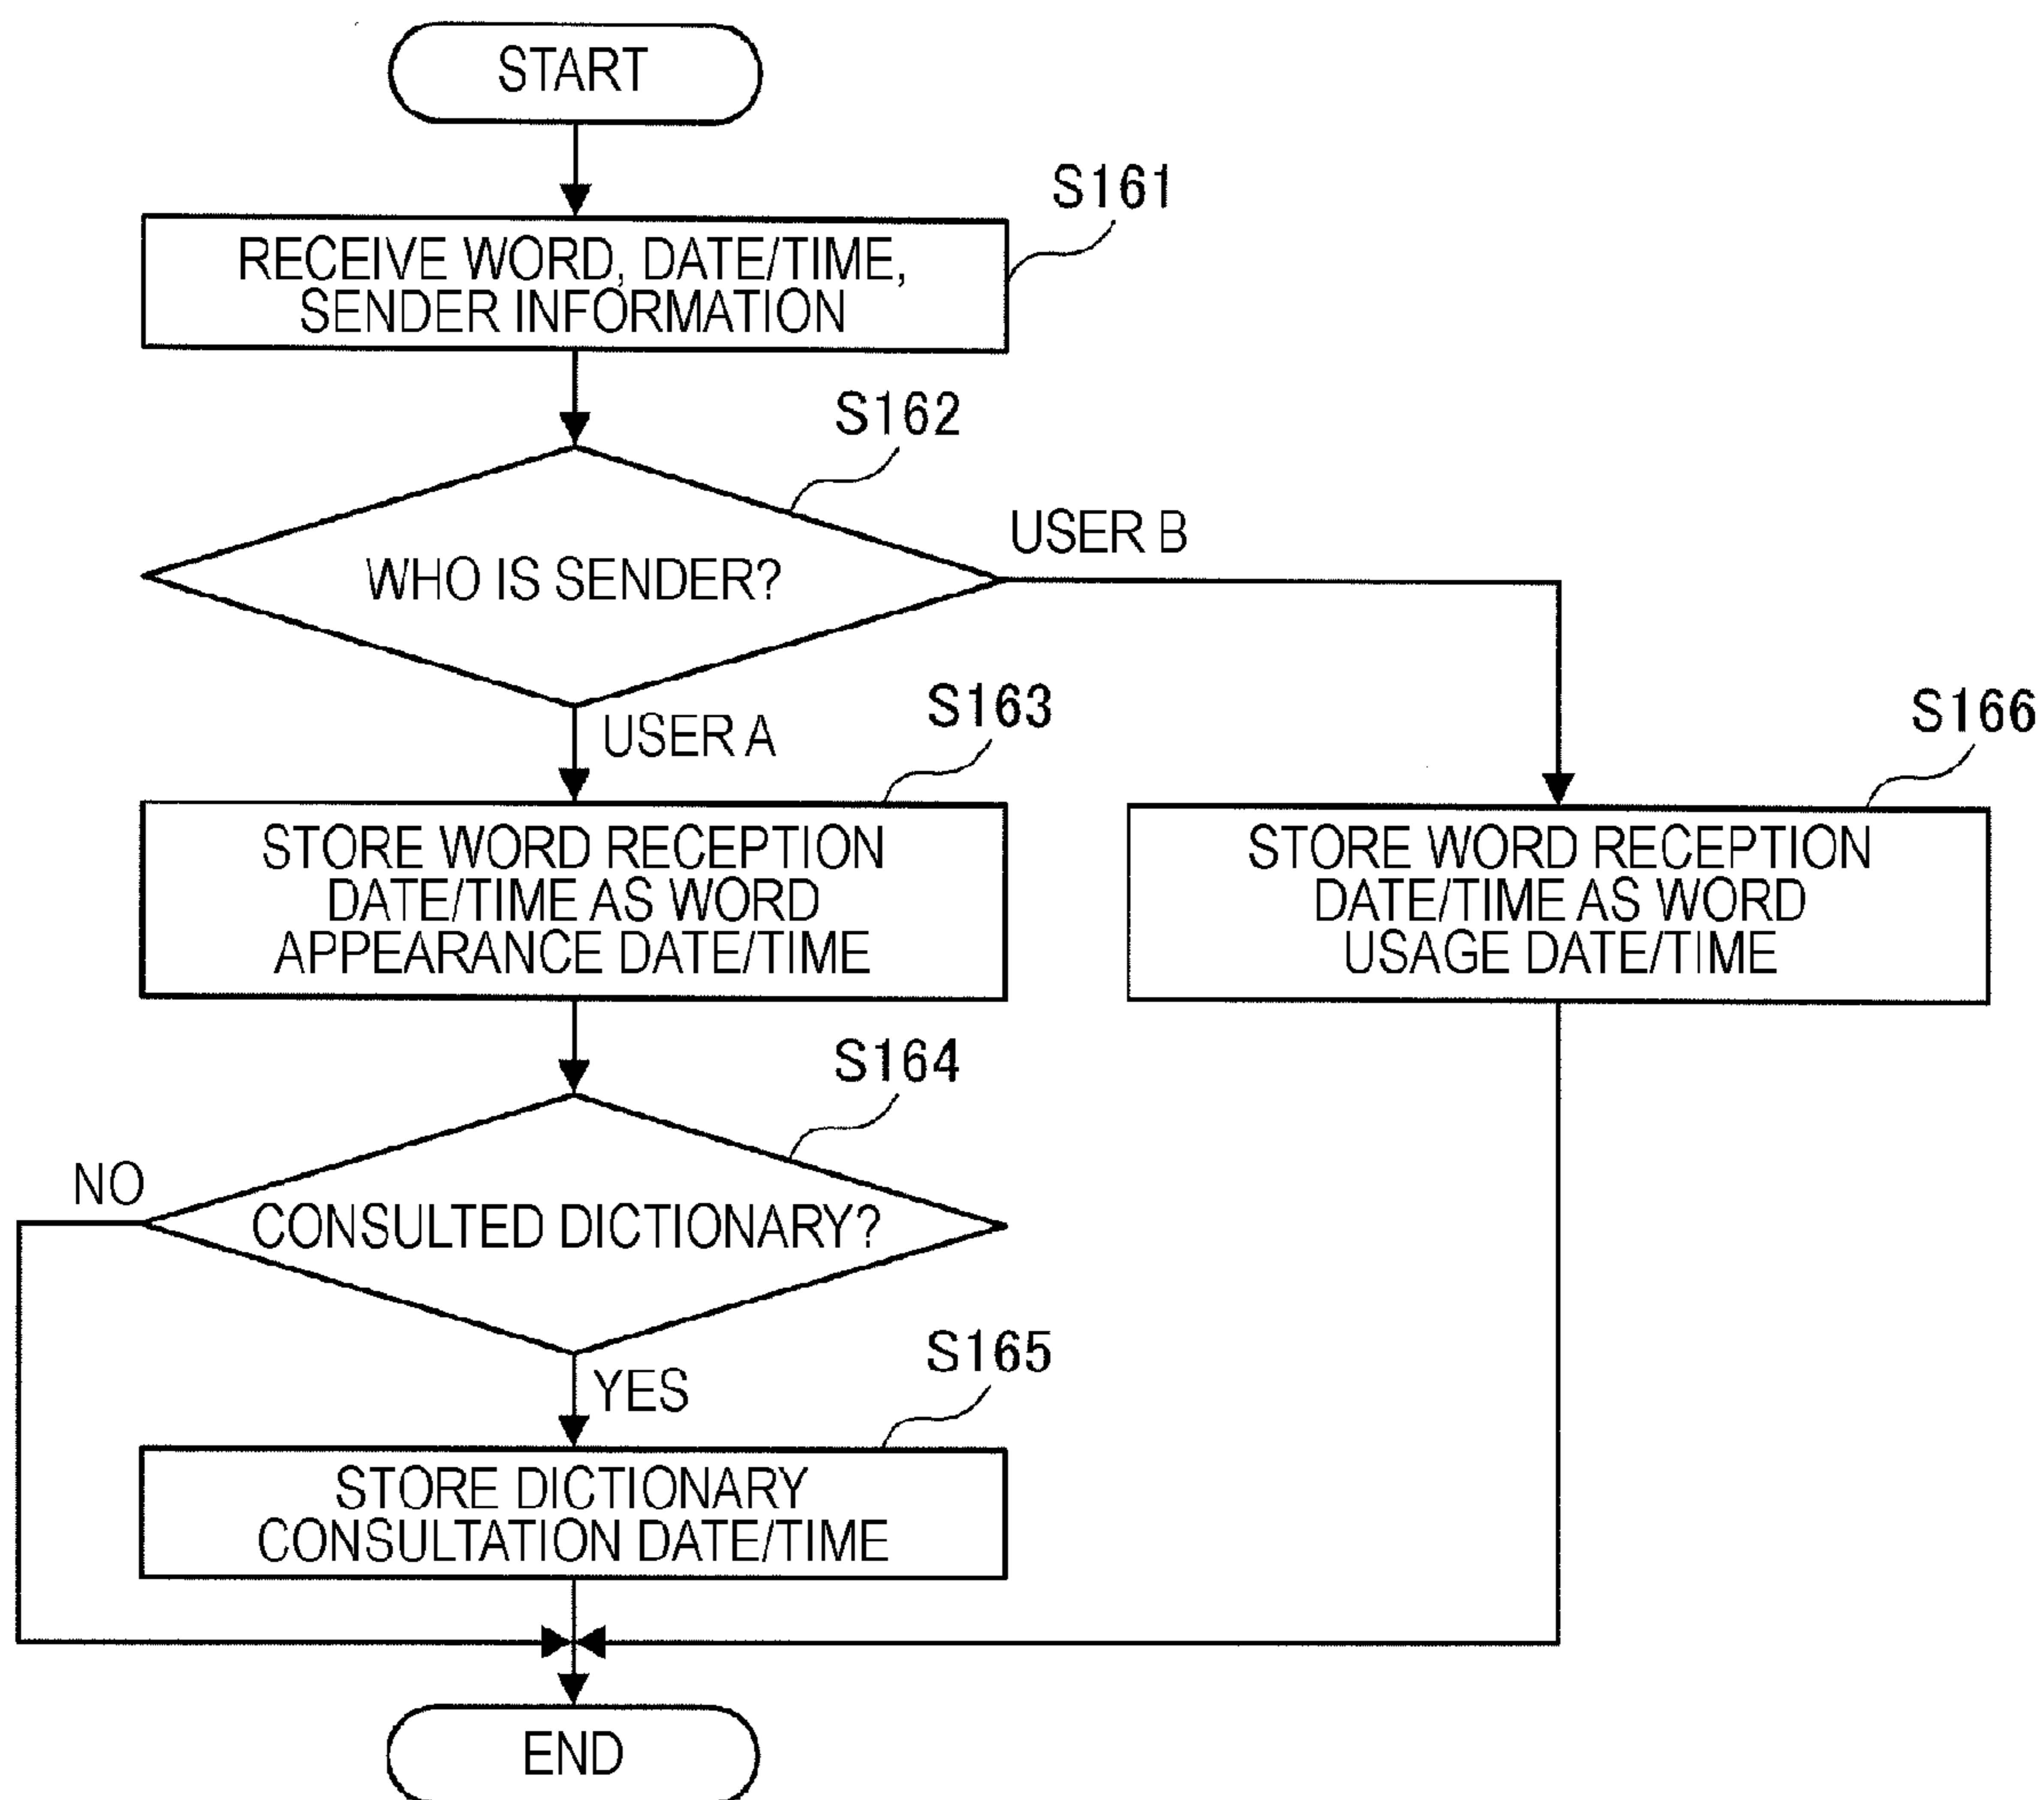 START
S161
RECEIVE WORD, DATE/TIME,
SENDER INFORMATION
S162
WHO IS SENDER?
USER B
USER A
S163
STORE WORD RECEPTION
DATE/TIME AS WORD
APPEARANCE DATE/TIME
S166
STORE WORD RECEPTION
DATE/TIME AS WORD
USAGE DATE/TIME
S164
CONSULTED DICTIONARY?
NO
YES
S165
STORE DICTIONARY
CONSULTATION DATE/TIME
END